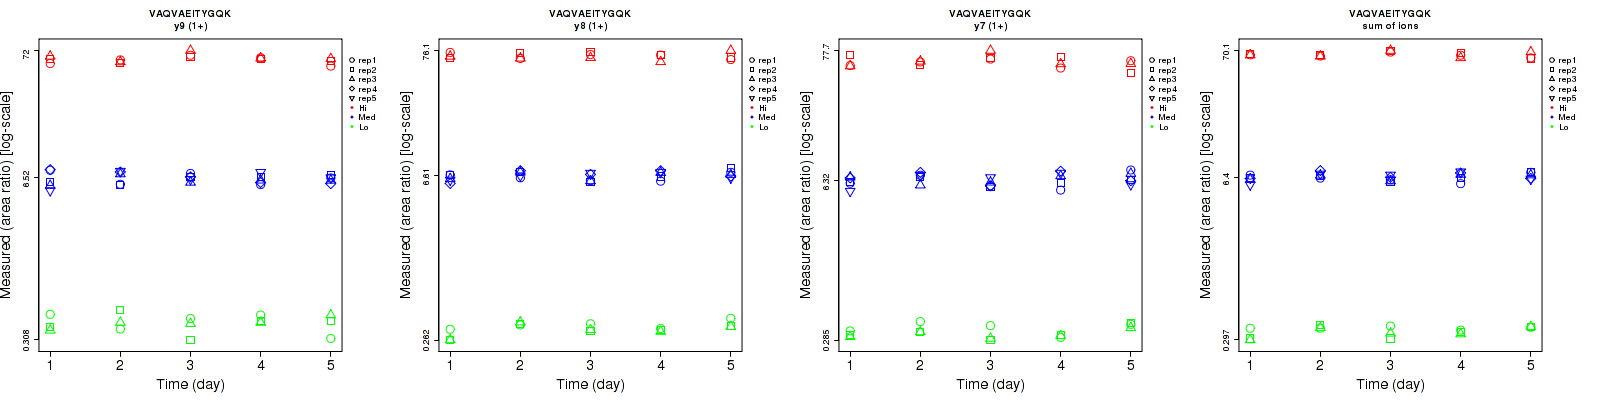 VAQVAEITYGQK
y9 (1+)
Measured (area ratio) [log-scale]
72
6.52
0.308
1 2 3 4 5
Time (day)
rep1
rep2
rep3
rep4
rep5
Hi
Med
Lo
VAQVAEITYGQK
y8 (1+)
Measured (area ratio) [log-scale]
76.1
6.61
0.262
1 2 3 4 5
Time (day)
rep1
rep2
rep3
rep4
rep5
Hi
Med
Lo
VAQVAEITYGQK
y7 (1+)
Measured (area ratio) [log-scale]
77.7
6.32
0.285
1 2 3 4 5
Time (day)
rep1
rep2
rep3
rep4
rep5
Hi
Med
Lo
VAQVAEITYGQK
sum of ions
Measured (area ratio) [log-scale]
70.1
6.4
0.297
1 2 3 4 5
Time (day)
rep1
rep2
rep3
rep4
rep5
Hi
Med
Lo